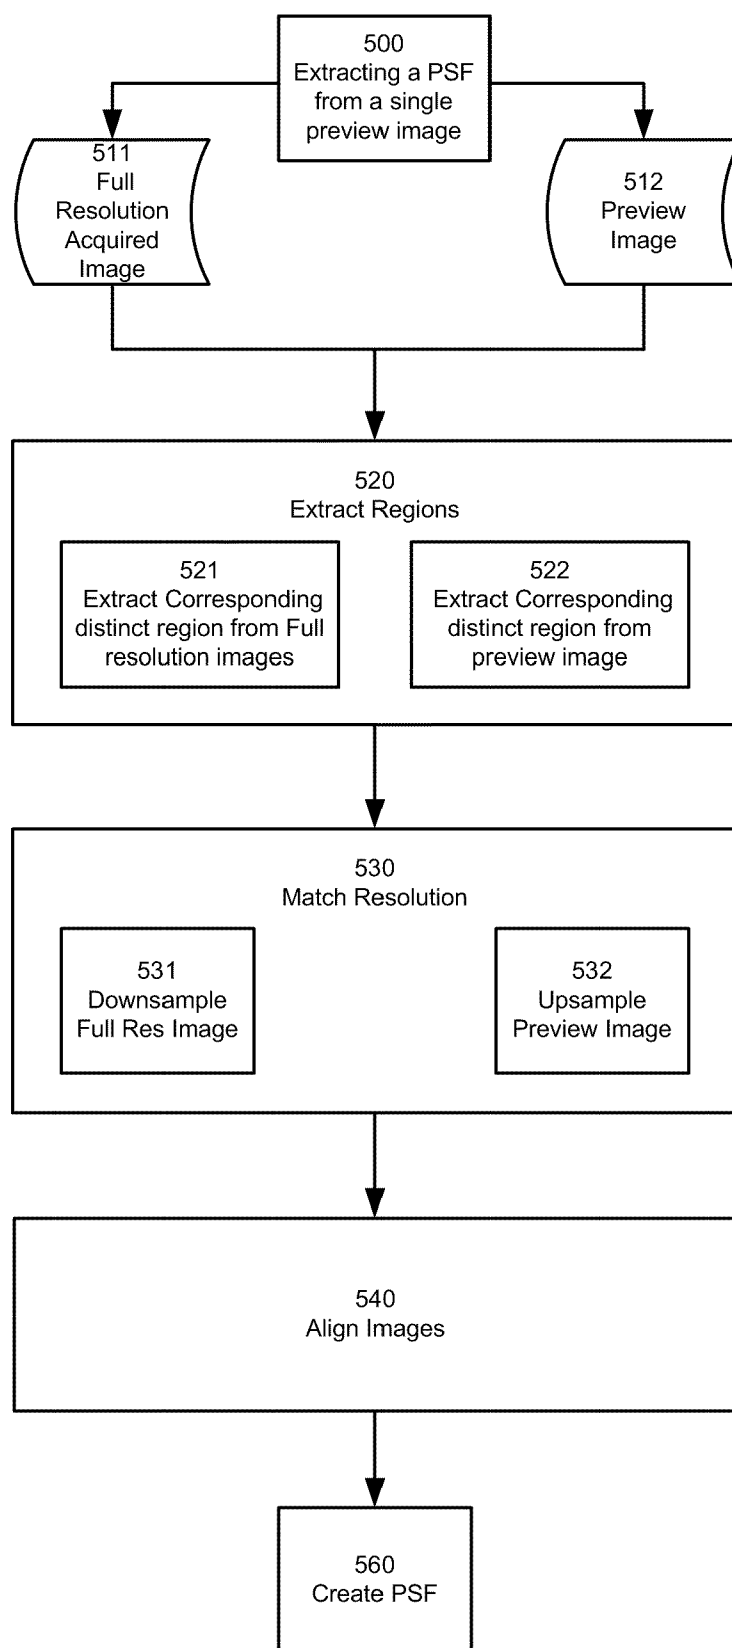 500
Extracting a PSF
from a single
preview image
511
Full
Resolution
Acquired
Image
512
Preview
Image
520
Extract Regions
521
Extract Corresponding
distinct region from Full
resolution images
522
Extract Corresponding
distinct region from
preview image
530
Match Resolution
531
Downsample
Full Res Image
532
Upsample
Preview Image
540
Align Images
560
Create PSF